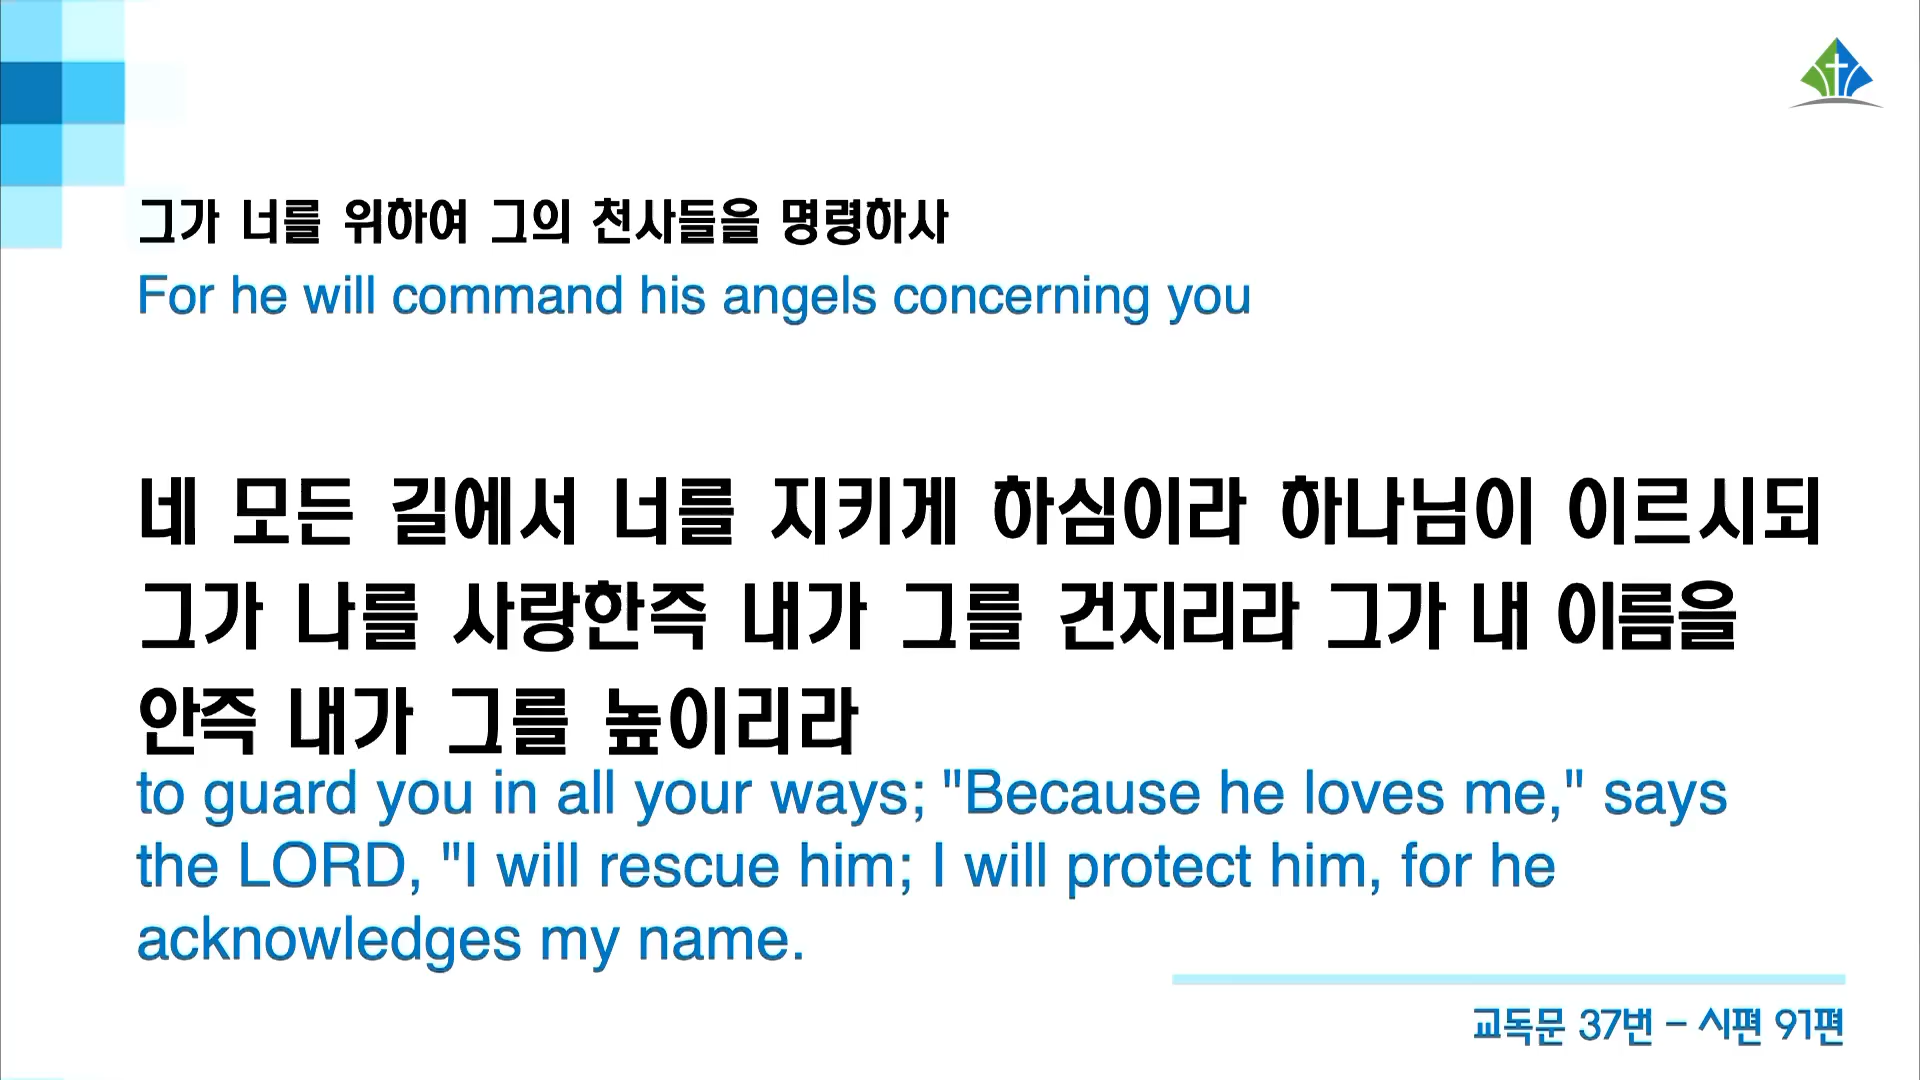 그가 너를 위하여 그의 천사들을 명령하사
For he will command his angels concerning you
네 모든 길에서 너를 지키게 하심이라 하나님이 이르시되
그가 나를 사랑한즉 내가 그를 건지리라 그가 내 이름을
안즉 내가 그를 높이리라
to guard you in all your ways; "Because he loves me," says
the LORD, "I will rescue him; I will protect him, for he
acknowledges my name.
교독문 37번 - 시편 91편